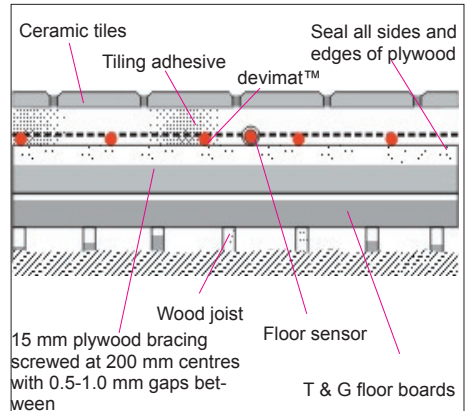 Ceramic tiles
Tiling adhesive
devimat™
Seal all sides and
edges of plywood
Wood joist
Floor sensor
15 mm plywood bracing
screwed at 200 mm centres
with 0.5-1.0 mm gaps bet-
ween
T & G floor boards